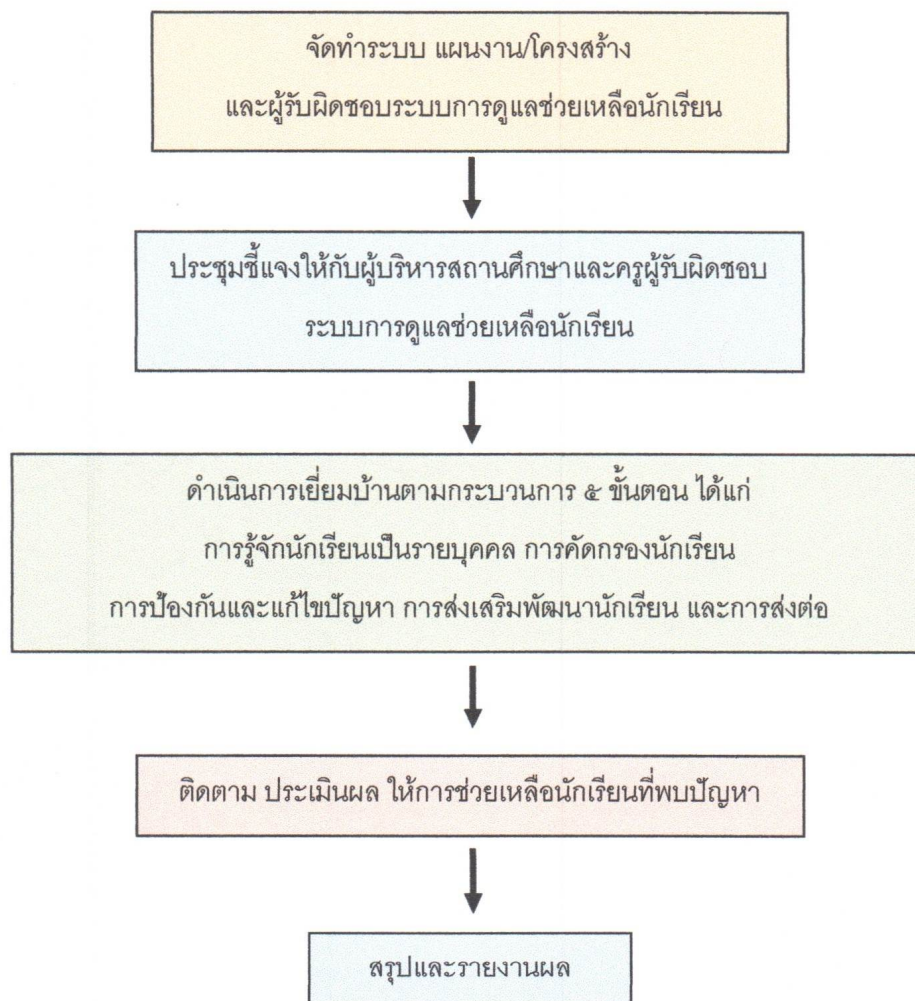 จัดทำระบบ แผนงาน/โครงสร้าง
และผู้รับผิดชอบระบบการดูแลช่วยเหลือนักเรียน
ประชุมชี้แจงให้กับผู้บริหารสถานศึกษาและครูผู้รับผิดชอบ
ระบบการดูแลช่วยเหลือนักเรียน
ดำเนินการเยี่ยมบ้านตามกระบวนการ ๕ ขั้นตอน ได้แก่
การรู้จักนักเรียนเป็นรายบุคคล การคัดกรองนักเรียน
การป้องกันและแก้ไขปัญหา การส่งเสริมพัฒนานักเรียน และการส่งต่อ
ติดตาม ประเมินผล ให้การช่วยเหลือนักเรียนที่พบปัญหา
สรุปและรายงานผล